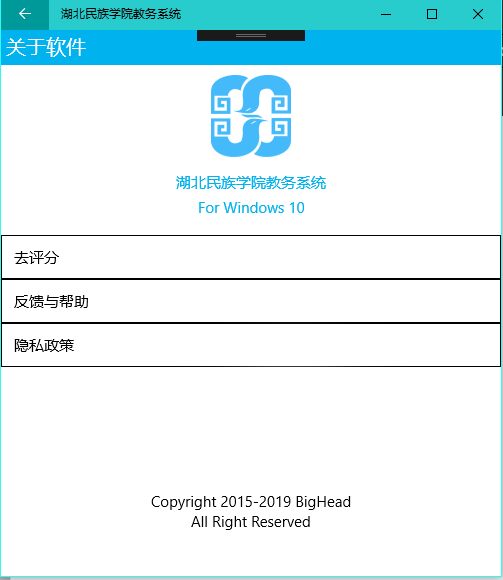 湖北民族学院教务系统
关于软件
湖北民族学院教务系统
For Windows 10
去评分
反馈与帮助
隐私政策
Copyright 2015-2019 BigHead
All Right Reserved